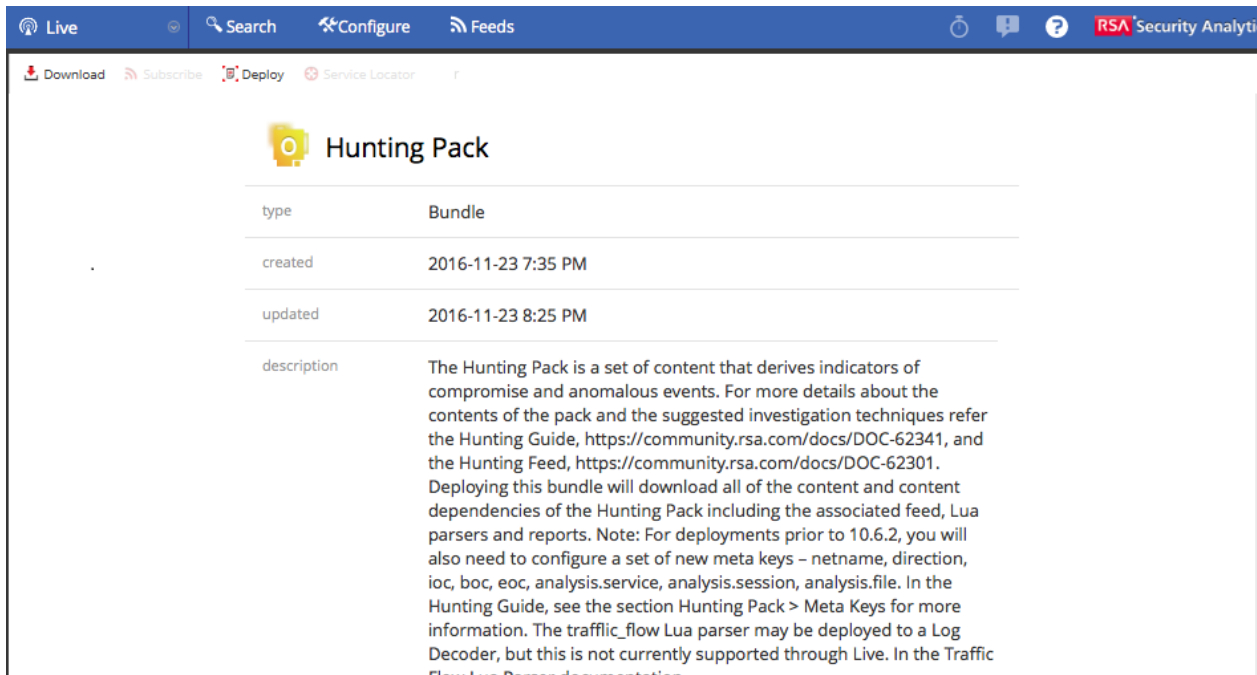 Live Search Configure Feeds ? RSA Security Analyti
Download Subscribe Deploy Service Locator r
Hunting Pack
type Bundle
created 2016-11-23 7:35 PM
updated 2016-11-23 8:25 PM
description The Hunting Pack is a set of content that derives indicators of
compromise and anomalous events. For more details about the
contents of the pack and the suggested investigation techniques refer
the Hunting Guide, https://community.rsa.com/docs/DOC-62341, and
the Hunting Feed, https://community.rsa.com/docs/DOC-62301.
Deploying this bundle will download all of the content and content
dependencies of the Hunting Pack including the associated feed, Lua
parsers and reports. Note: For deployments prior to 10.6.2, you will
also need to configure a set of new meta keys – netname, direction,
ioc, boc, eoc, analysis.service, analysis.session, analysis.file. In the
Hunting Guide, see the section Hunting Pack > Meta Keys for more
information. The trafflic_flow Lua parser may be deployed to a Log
Decoder, but this is not currently supported through Live. In the Traffic
Flow Lua Parser documentation